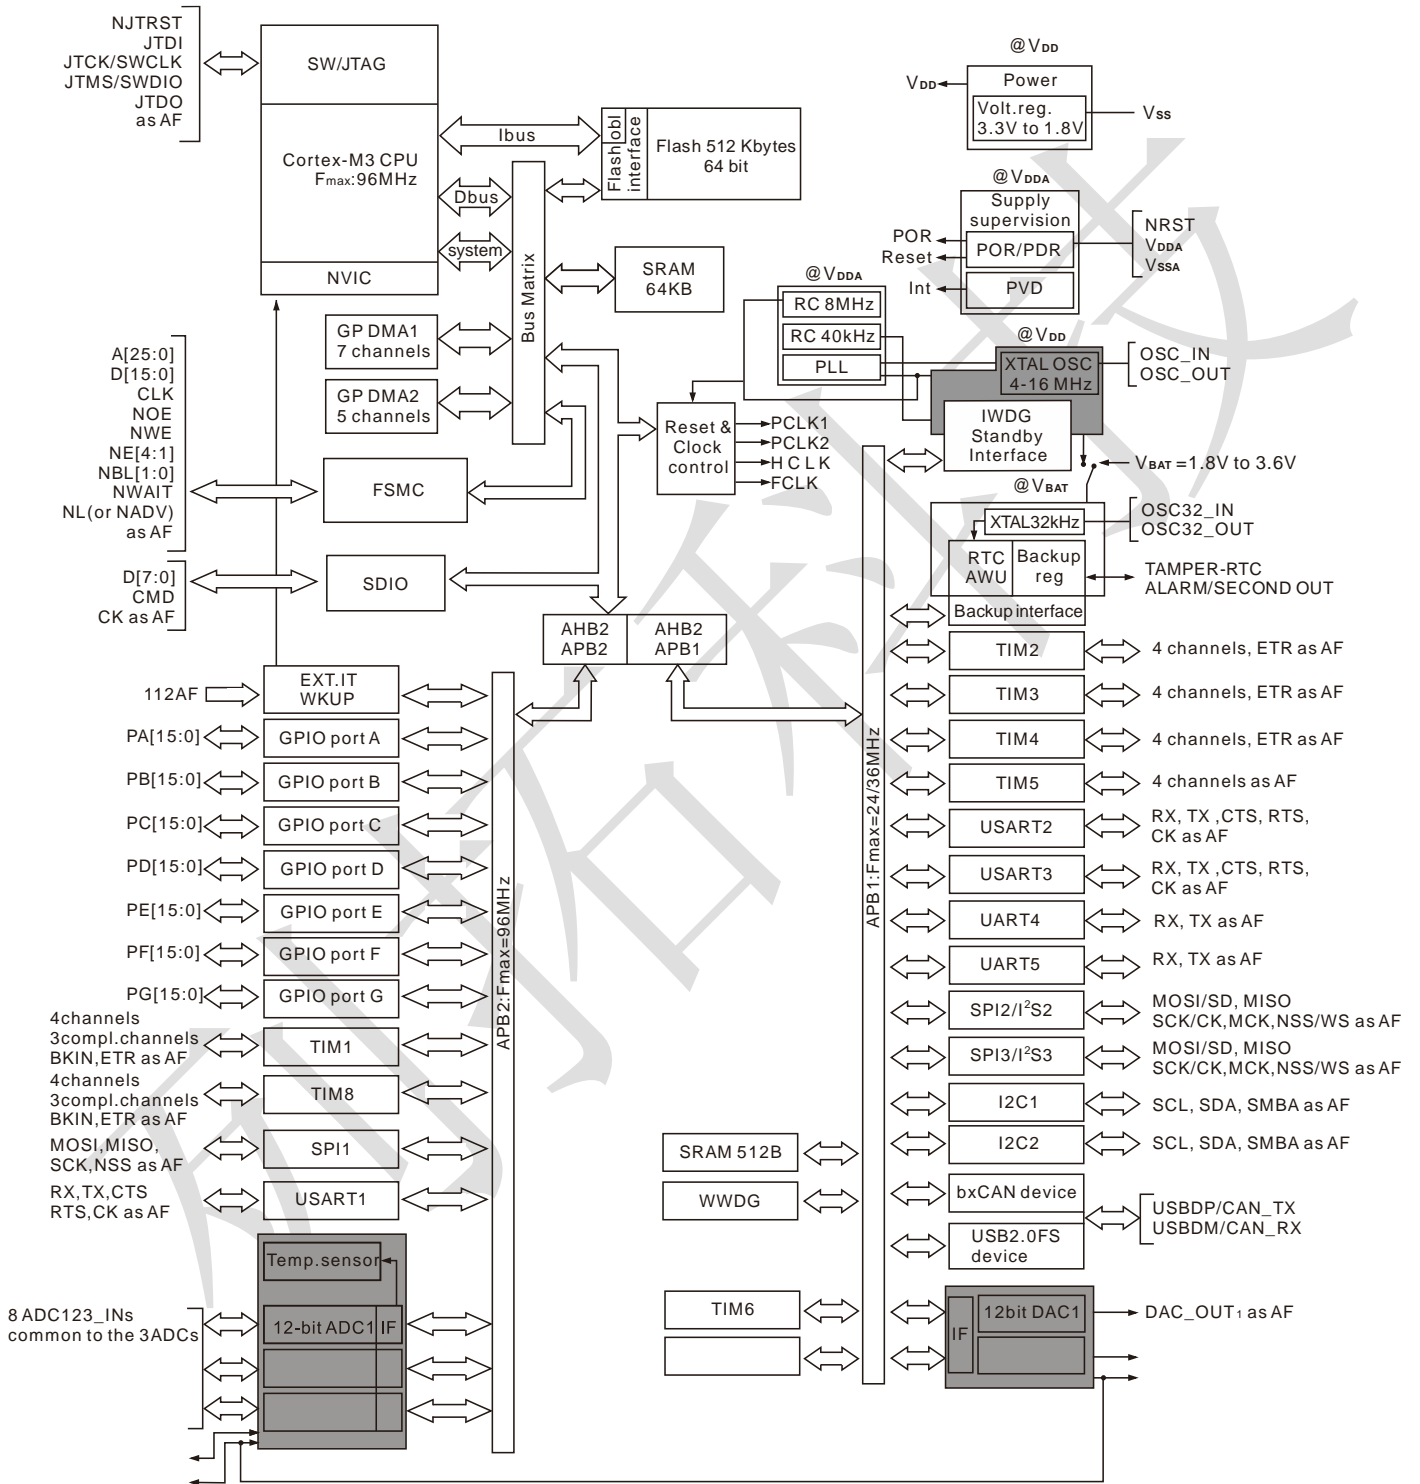 NJTRST
JTDI
JTCK/SWCLK
JTMS/SWDIO
JTDO
as AF
SW/JTAG
Cortex-M3 CPU
Fmax:96MHz
NVIC
Ibus
Dbus
system
Flash obl
interface
Flash 512 Kbytes
64 bit
Bus Matrix
SRAM
64KB
GP DMA1
7 channels
GP DMA2
5 channels
@VDD
Power
VDD
Volt.reg.
3.3V to 1.8V
VSS
@VDDA
Supply
supervision
POR
Reset
POR/PDR
Int
PVD
NRST
VDDA
VSSA
@VDDA
RC 8MHz
RC 40kHz
PLL
@VDD
XTAL OSC
4-16 MHz
OSC_IN
OSC_OUT
IWDG
Standby
Interface
Reset &
Clock
control
PCLK1
PCLK2
HCLK
FCLK
VBAT =1.8V to 3.6V
@VBAT
XTAL32kHz
OSC32_IN
OSC32_OUT
RTC
AWU
Backup
reg
TAMPER-RTC
ALARM/SECOND OUT
Backup interface
A[25:0]
D[15:0]
CLK
NOE
NWE
NE[4:1]
NBL[1:0]
NWAIT
NL(or NADV)
as AF
FSMC
D[7:0]
CMD
CK as AF
SDIO
AHB2
APB2
AHB2
APB1
112AF
EXT.IT
WKUP
PA[15:0]
GPIO port A
PB[15:0]
GPIO port B
PC[15:0]
GPIO port C
PD[15:0]
GPIO port D
PE[15:0]
GPIO port E
PF[15:0]
GPIO port F
PG[15:0]
GPIO port G
4channels
3compl.channels
BKIN,ETR as AF
TIM1
4channels
3compl.channels
BKIN,ETR as AF
TIM8
MOSI,MISO,
SCK,NSS as AF
SPI1
RX,TX,CTS
RTS,CK as AF
USART1
Temp.sensor
8 ADC123_INs
common to the 3ADCs
12-bit ADC1
IF
APB2:Fmax=96MHz
APB1:Fmax=24/36MHz
TIM2
4 channels, ETR as AF
TIM3
4 channels, ETR as AF
TIM4
4 channels, ETR as AF
TIM5
4 channels as AF
USART2
RX, TX ,CTS, RTS,
CK as AF
USART3
RX, TX ,CTS, RTS,
CK as AF
UART4
RX, TX as AF
UART5
RX, TX as AF
SPI2/I²S2
MOSI/SD, MISO
SCK/CK,MCK,NSS/WS as AF
SPI3/I²S3
MOSI/SD, MISO
SCK/CK,MCK,NSS/WS as AF
I2C1
SCL, SDA, SMBA as AF
I2C2
SCL, SDA, SMBA as AF
SRAM 512B
WWDG
bxCAN device
USB2.0FS
device
USBDP/CAN_TX
USBDM/CAN_RX
TIM6
IF
12bit DAC1
DAC_OUT1 as AF
列拓科技